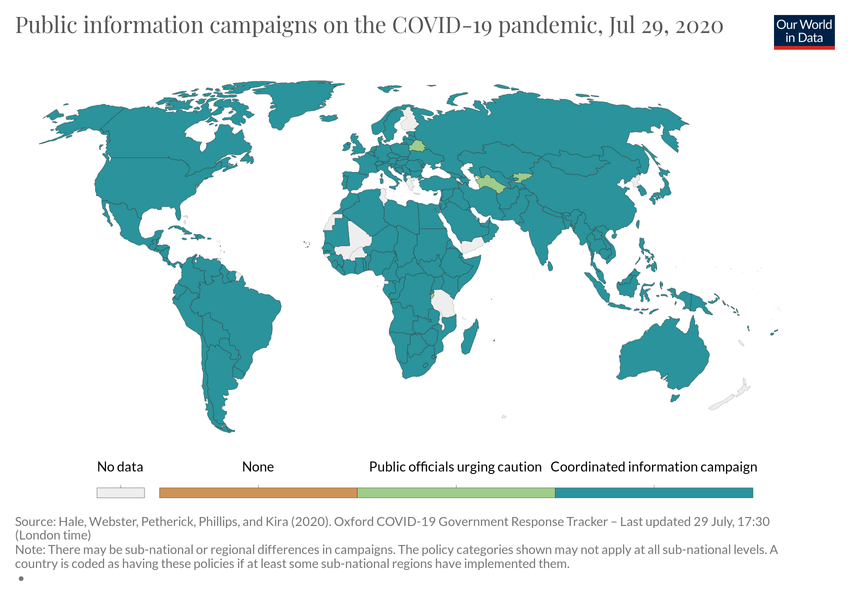 Public information campaigns on the COVID-19 pandemic, Jul 29, 2020
Our World
in Data
No data
None
Public officials urging caution
Coordinated information campaign
Source: Hale, Webster, Petherick, Phillips, and Kira (2020). Oxford COVID-19 Government Response Tracker – Last updated 29 July, 17:30
(London time)
Note: There may be sub-national or regional differences in campaigns. The policy categories shown may not apply at all sub-national levels. A
country is coded as having these policies if at least some sub-national regions have implemented them.